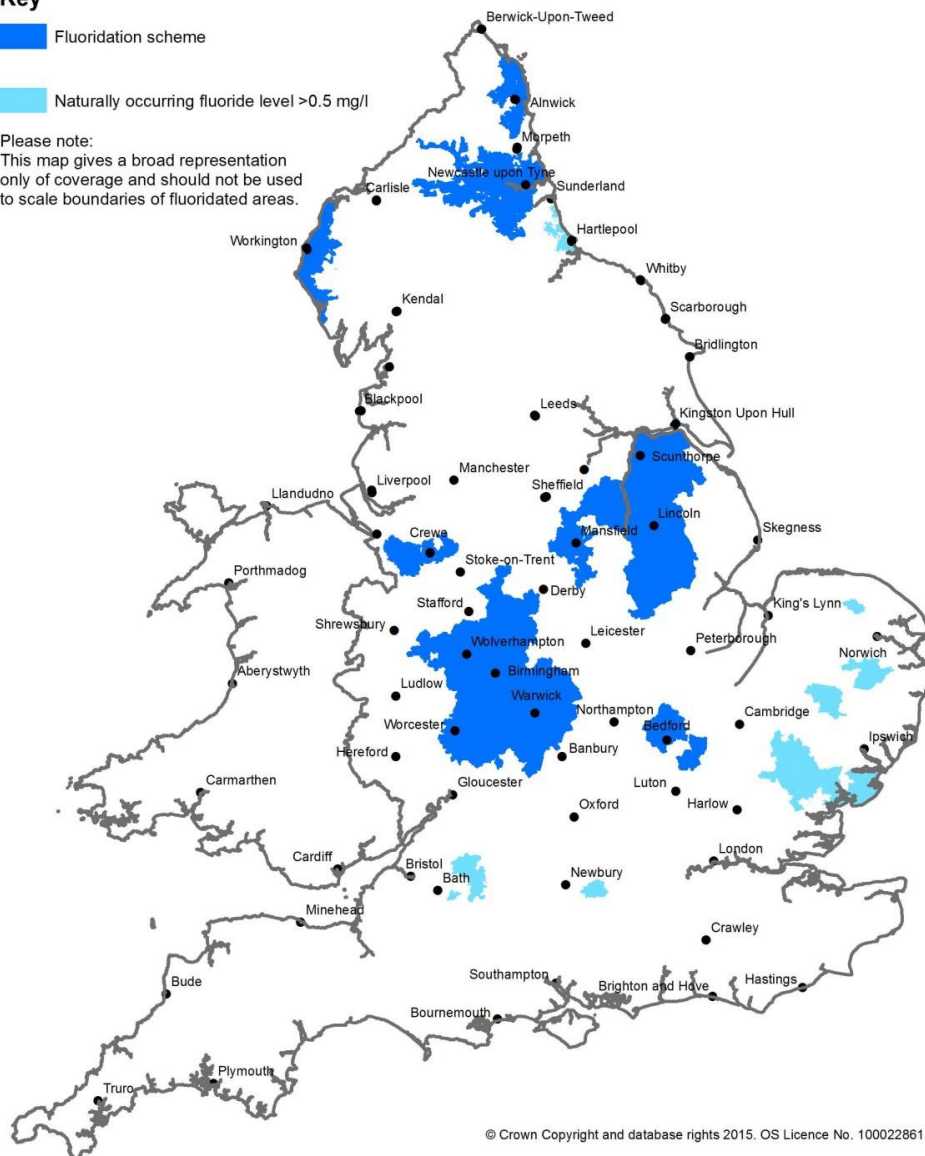 Key
Fluoridation scheme
Naturally occurring fluoride level >0.5 mg/l
Please note:
This map gives a broad representation
only of coverage and should not be used
to scale boundaries of fluoridated areas.
Berwick-Upon-Tweed
Alnwick
Morpeth
Newcastle upon Tyne
Carlisle
Sunderland
Workington
Hartlepool
Whitby
Kendal
Scarborough
Bridlington
Blackpool
Leeds
Kingston Upon Hull
Scunthorpe
Manchester
Liverpool
Sheffield
Llandudno
Lincoln
Crewe
Mansfield
Skegness
Stoke-on-Trent
Porthmadog
Derby
Stafford
King's Lynn
Shrewsbury
Leicester
Peterborough
Wolverhampton
Norwich
Aberystwyth
Birmingham
Ludlow
Warwick
Northampton
Cambridge
Worcester
Bedford
Hereford
Banbury
Ipswich
Carmarthen
Gloucester
Luton
Oxford
Harlow
Cardiff
London
Bristol
Bath
Newbury
Minehead
Crawley
Bude
Southampton
Brighton and Hove
Hastings
Bournemouth
Plymouth
Truro
© Crown Copyright and database rights 2015. OS Licence No. 100022861